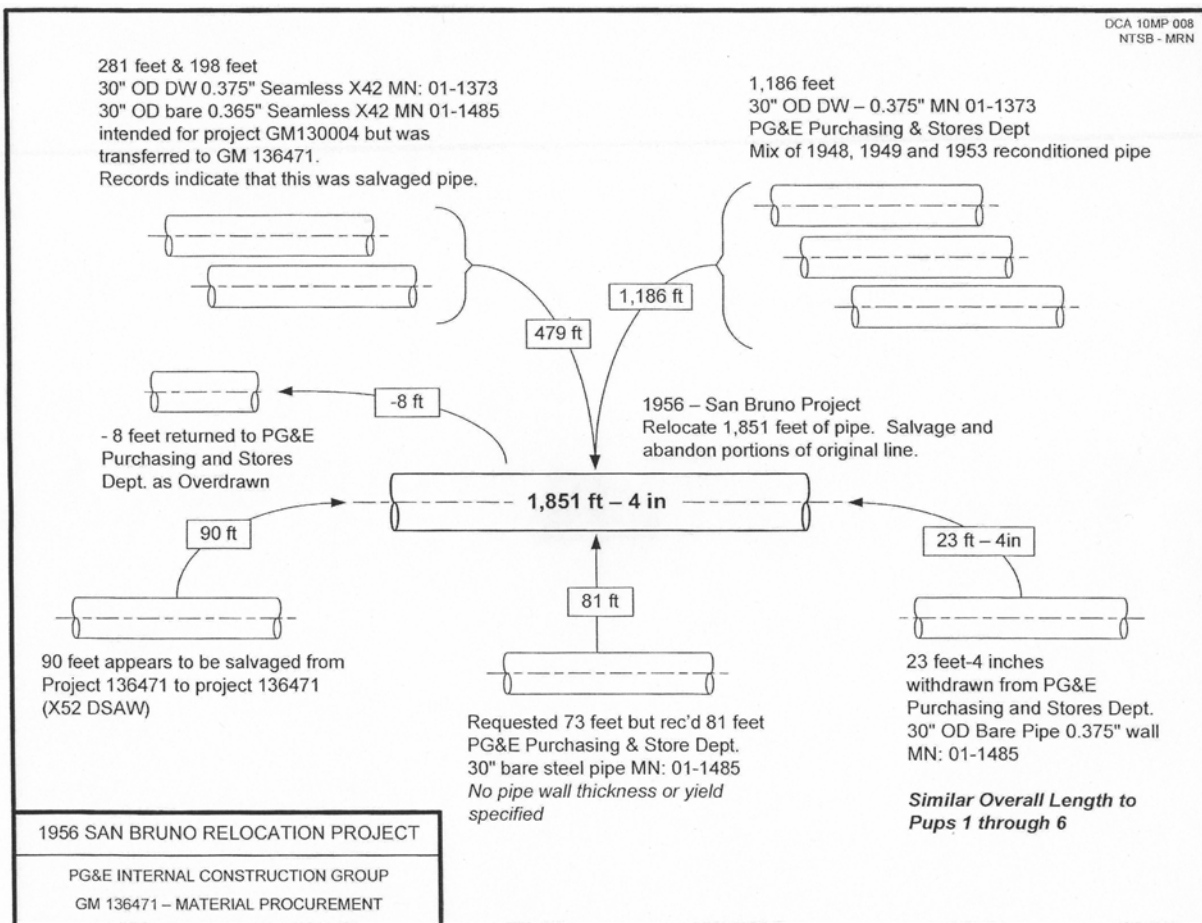 DCA 10MP 008
NTSB - MRN
281 feet & 198 feet
30" OD DW 0.375" Seamless X42 MN: 01-1373
30" OD bare 0.365" Seamless X42 MN 01-1485
intended for project GM130004 but was
transferred to GM 136471.
Records indicate that this was salvaged pipe.
1,186 feet
30" OD DW – 0.375" MN 01-1373
PG&E Purchasing & Stores Dept
Mix of 1948, 1949 and 1953 reconditioned pipe
479 ft
1,186 ft
-8 ft
- 8 feet returned to PG&E
Purchasing and Stores
Dept. as Overdrawn
1956 – San Bruno Project
Relocate 1,851 feet of pipe. Salvage and
abandon portions of original line.
1,851 ft – 4 in
90 ft
23 ft – 4in
81 ft
90 feet appears to be salvaged from
Project 136471 to project 136471
(X52 DSAW)
Requested 73 feet but rec'd 81 feet
PG&E Purchasing & Store Dept.
30" bare steel pipe MN: 01-1485
No pipe wall thickness or yield
specified
23 feet-4 inches
withdrawn from PG&E
Purchasing and Stores Dept.
30" OD Bare Pipe 0.375" wall
MN: 01-1485
Similar Overall Length to
Pups 1 through 6
1956 SAN BRUNO RELOCATION PROJECT
PG&E INTERNAL CONSTRUCTION GROUP
GM 136471 – MATERIAL PROCUREMENT